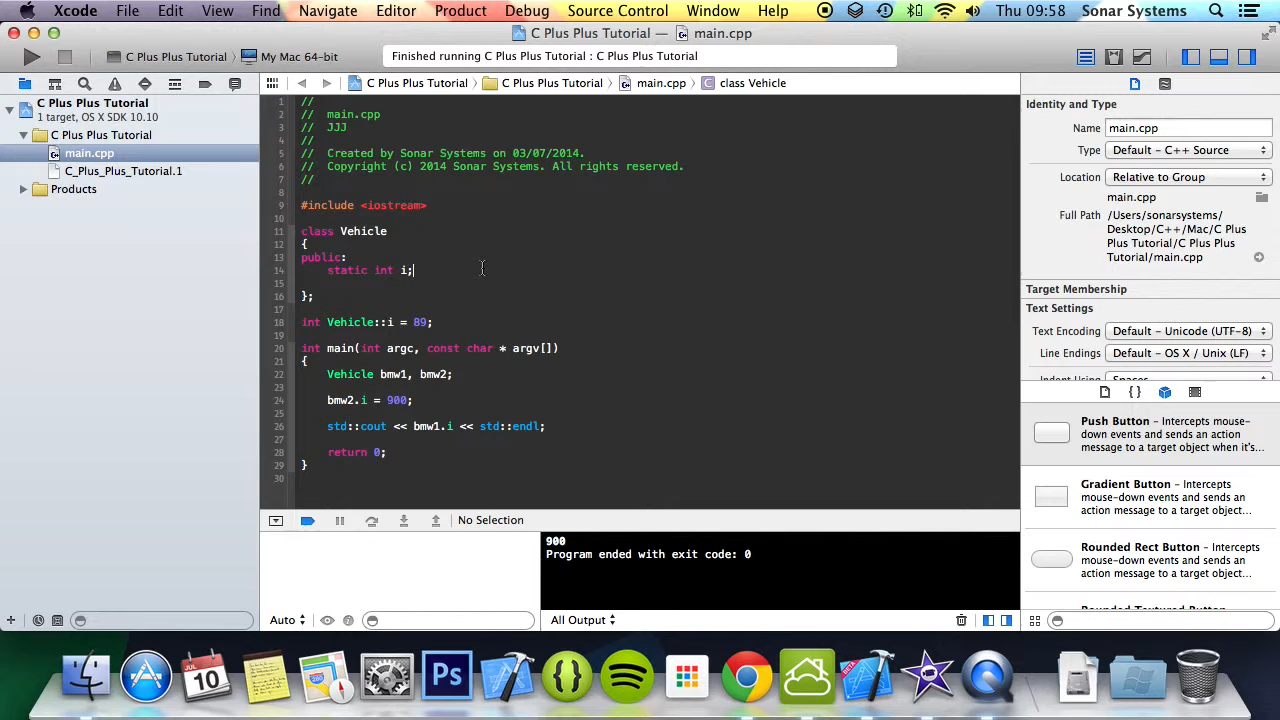 Xcode File Edit View Find Navigate Editor Product Debug Source Control Window Help Thu 09:58 Sonar Systems
C Plus Plus Tutorial — main.cpp
C Plus Plus Tutorial My Mac 64-bit
Finished running C Plus Plus Tutorial : C Plus Plus Tutorial
C Plus Plus Tutorial C Plus Plus Tutorial main.cpp class Vehicle
C Plus Plus Tutorial
1 target, OS X SDK 10.10
C Plus Plus Tutorial
main.cpp
C_Plus_Plus_Tutorial.1
Products
1 //
2 // main.cpp
3 // JJJ
4 //
5 // Created by Sonar Systems on 03/07/2014.
6 // Copyright (c) 2014 Sonar Systems. All rights reserved.
7 //
8
9 #include <iostream>
10
11 class Vehicle
12 {
13 public:
14 static int i;
15
16 };
17
18 int Vehicle::i = 89;
19
20 int main(int argc, const char * argv[])
21 {
22 Vehicle bmw1, bmw2;
23
24 bmw2.i = 900;
25
26 std::cout << bmw1.i << std::endl;
27
28 return 0;
29 }
30
No Selection
900
Program ended with exit code: 0
Auto
All Output
Identity and Type
Name main.cpp
Type Default - C++ Source
Location Relative to Group
main.cpp
Full Path /Users/sonarsystems/
Desktop/C++/Mac/C Plus
Plus Tutorial/C Plus Plus
Tutorial/main.cpp
Target Membership
Text Settings
Text Encoding Default - Unicode (UTF-8)
Line Endings Default - OS X / Unix (LF)
Indent Using Spaces
Push Button - Intercepts mouse-
down events and sends an action
message to a target object when it's...
Gradient Button - Intercepts
mouse-down events and sends an
action message to a target object...
Rounded Rect Button - Intercepts
mouse-down events and sends an
action message to a target object...
Rounded Textured Button
JUL
10
Ps